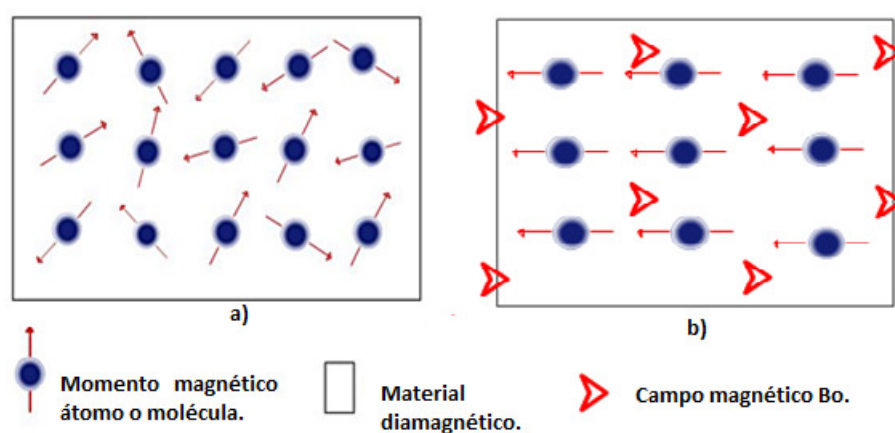 a)
b)
Momento magnético
átomo o molécula.
Material
diamagnético.
Campo magnético Bo.